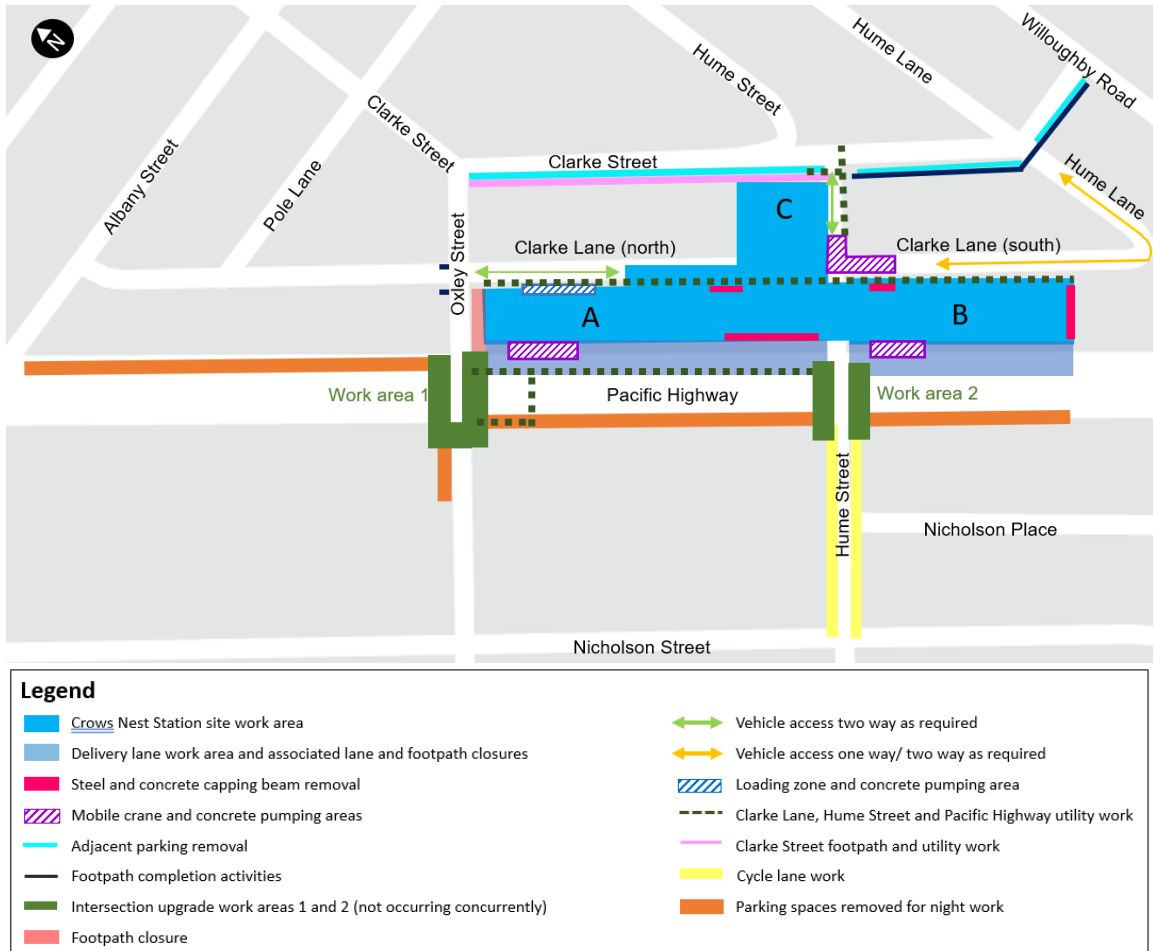 N
Hume Lane
Willoughby Road
Hume Street
Clarke Street
Albany Street
Pole Lane
Clarke Street
Hume Lane
C
Oxley Street
Clarke Lane (north)
Clarke Lane (south)
A
B
Work area 1
Pacific Highway
Work area 2
Hume Street
Nicholson Place
Nicholson Street
Legend
Crows Nest Station site work area
Delivery lane work area and associated lane and footpath closures
Steel and concrete capping beam removal
Mobile crane and concrete pumping areas
Adjacent parking removal
Footpath completion activities
Intersection upgrade work areas 1 and 2 (not occurring concurrently)
Footpath closure
Vehicle access two way as required
Vehicle access one way/ two way as required
Loading zone and concrete pumping area
Clarke Lane, Hume Street and Pacific Highway utility work
Clarke Street footpath and utility work
Cycle lane work
Parking spaces removed for night work